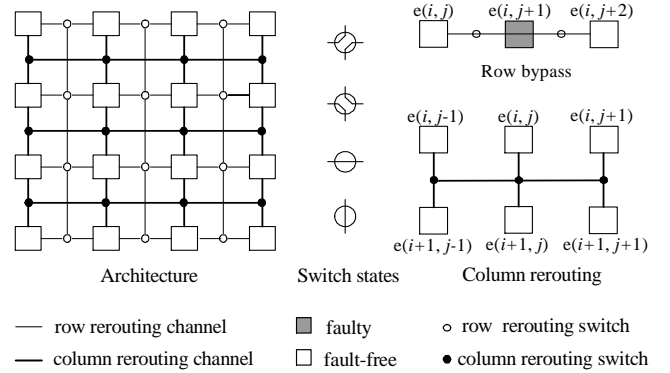 e(i, j) e(i, j+1) e(i, j+2)
Row bypass
e(i, j-1) e(i, j) e(i, j+1)
e(i+1, j-1) e(i+1, j) e(i+1, j+1)
Architecture Switch states Column rerouting
row rerouting channel faulty row rerouting switch
column rerouting channel fault-free column rerouting switch